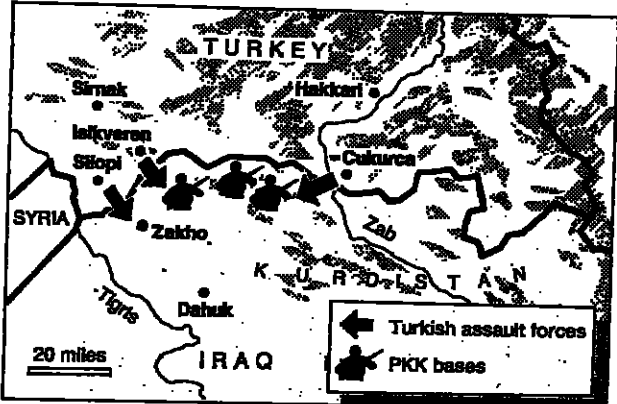 TURKEY
Sirnak
Hakkari
Isikveren
Silopi
Cukurca
SYRIA
Zakho
Zab
KURDISTAN
Tigris
Dahuk
Turkish assault forces
20 miles
IRAQ
PKK bases